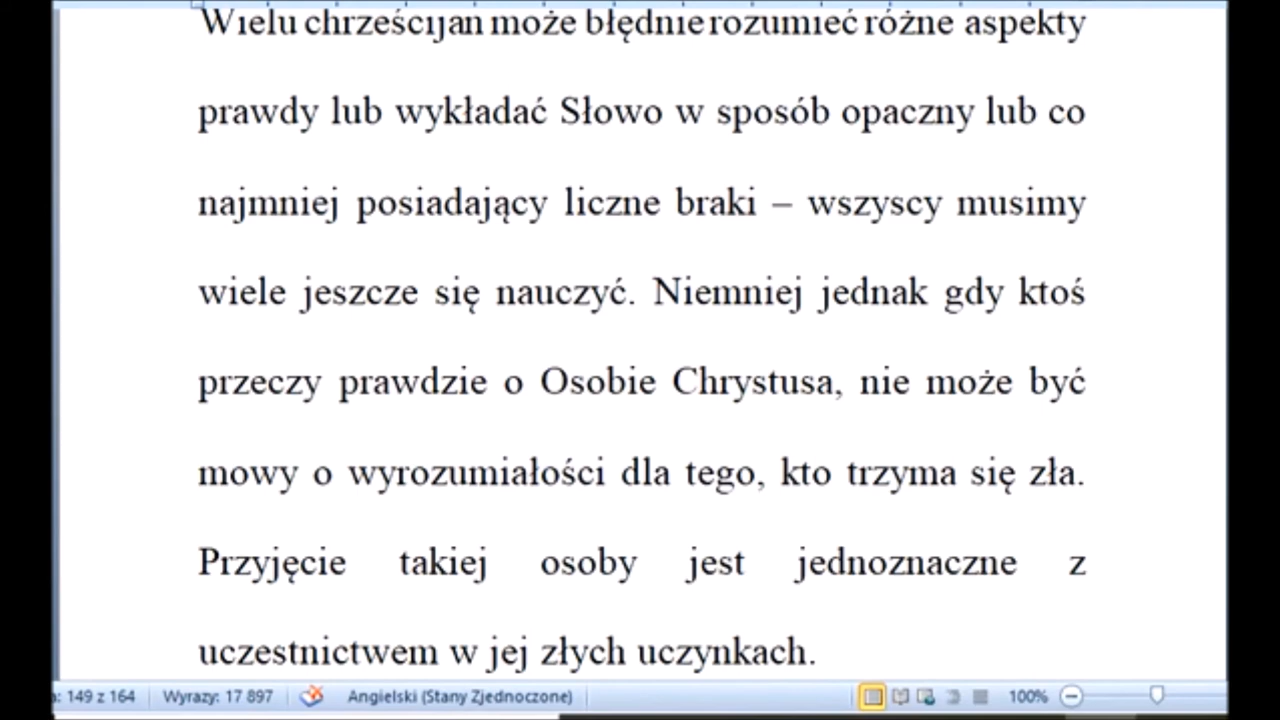 Wielu chrześcijan może błędnie rozumieć różne aspekty
prawdy lub wykładać Słowo w sposób opaczny lub co
najmniej posiadający liczne braki – wszyscy musimy
wiele jeszcze się nauczyć. Niemniej jednak gdy ktoś
przeczy prawdzie o Osobie Chrystusa, nie może być
mowy o wyrozumiałości dla tego, kto trzyma się zła.
Przyjęcie takiej osoby jest jednoznaczne z
uczestnictwem w jej złych uczynkach.
: 149 z 164 Wyrazy: 17 897 Angielski (Stany Zjednoczone) 100%